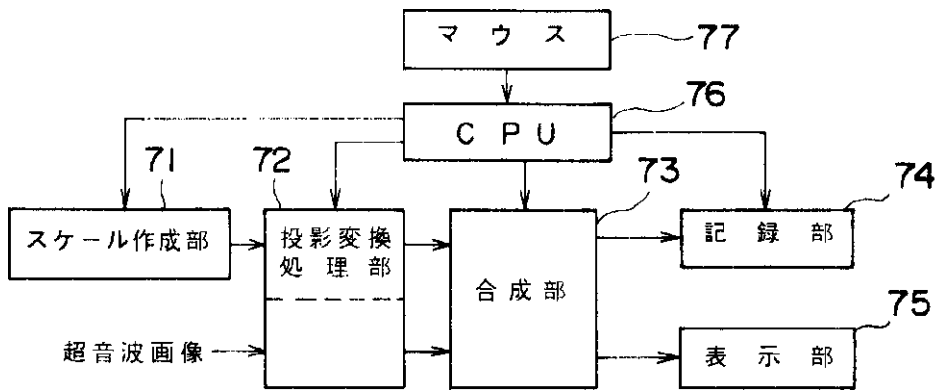 マウス
77
CPU
76
71
スケール作成部
72
投影変換
処理部
73
合成部
74
記録部
75
表示部
超音波画像